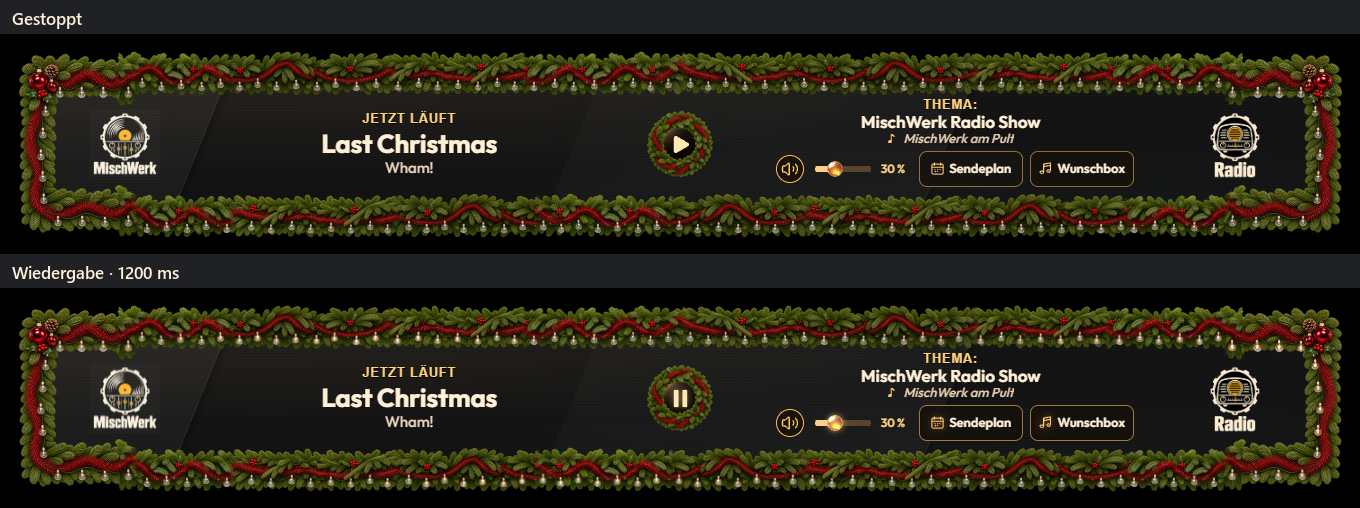 Gestoppt
MischWerk
JETZT LÄUFT
Last Christmas
Wham!
THEMA:
MischWerk Radio Show
♪ MischWerk am Pult
30 %
Sendeplan
Wunschbox
Radio
Wiedergabe · 1200 ms
MischWerk
JETZT LÄUFT
Last Christmas
Wham!
THEMA:
MischWerk Radio Show
♪ MischWerk am Pult
30 %
Sendeplan
Wunschbox
Radio